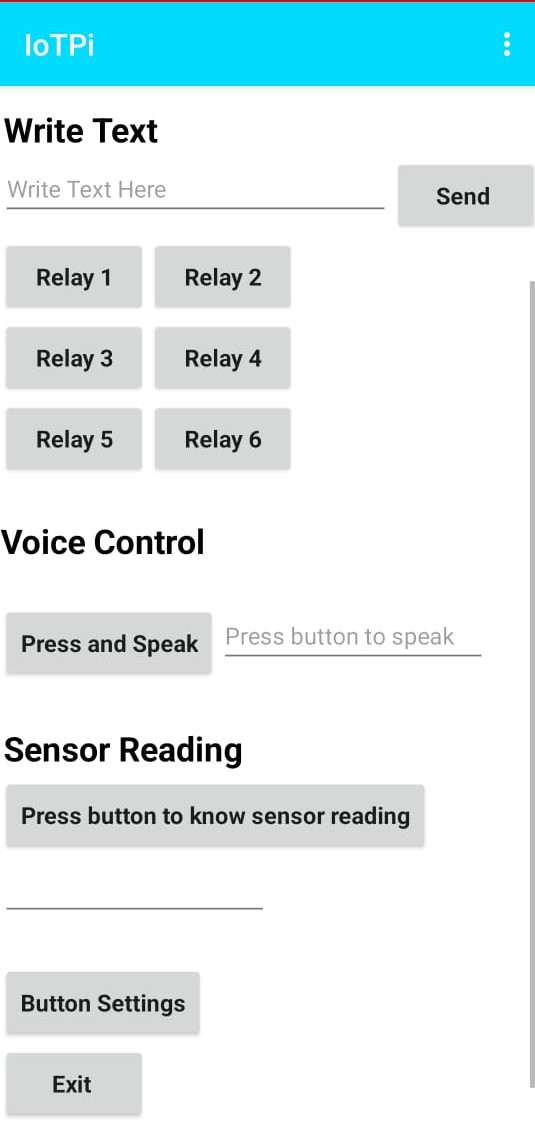 IoTPi
Write Text
Write Text Here
Send
Relay 1 Relay 2
Relay 3 Relay 4
Relay 5 Relay 6
Voice Control
Press and Speak Press button to speak
Sensor Reading
Press button to know sensor reading
Button Settings
Exit